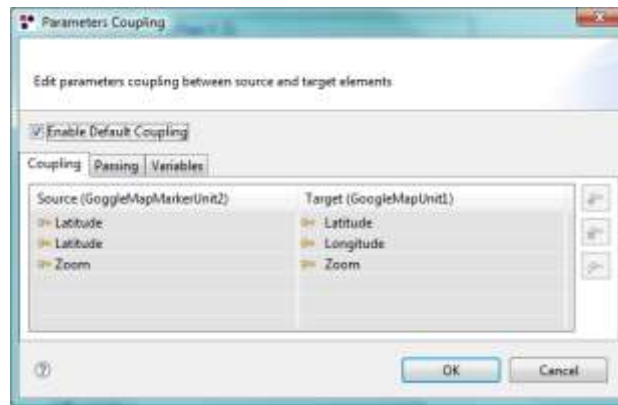 Parameters Coupling
Edit parameters coupling between source and target elements
Enable Default Coupling
Coupling Passing Variables
Source (GoggleMapMarkerUnit2) Target (GoogleMapUnit1)
Latitude Latitude
Latitude Longitude
Zoom Zoom
OK Cancel